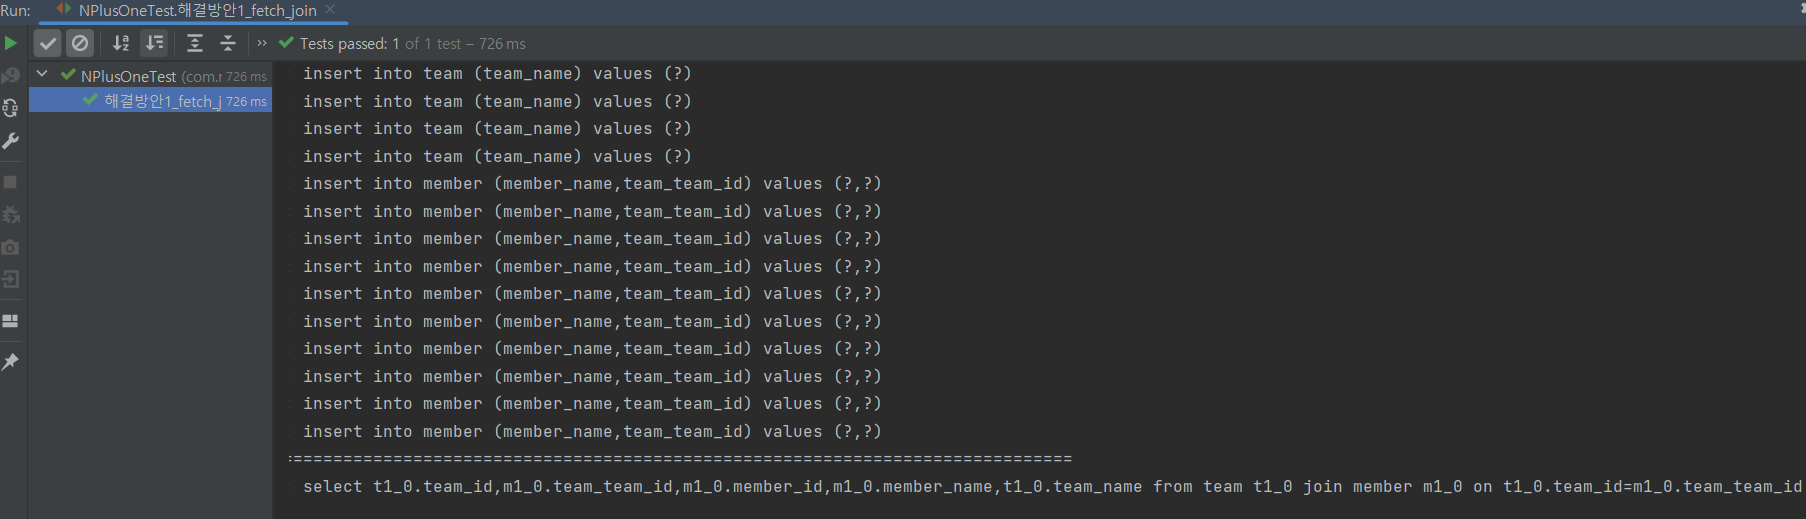 Run:
NPlusOneTest.해결방안1_fetch_join
Tests passed: 1 of 1 test – 726 ms
NPlusOneTest (com.r 726 ms
해결방안1_fetch_j 726 ms
insert into team (team_name) values (?)
insert into team (team_name) values (?)
insert into team (team_name) values (?)
insert into team (team_name) values (?)
insert into member (member_name,team_team_id) values (?,?)
insert into member (member_name,team_team_id) values (?,?)
insert into member (member_name,team_team_id) values (?,?)
insert into member (member_name,team_team_id) values (?,?)
insert into member (member_name,team_team_id) values (?,?)
insert into member (member_name,team_team_id) values (?,?)
insert into member (member_name,team_team_id) values (?,?)
insert into member (member_name,team_team_id) values (?,?)
insert into member (member_name,team_team_id) values (?,?)
insert into member (member_name,team_team_id) values (?,?)
===============================================================================
select t1_0.team_id,m1_0.team_team_id,m1_0.member_id,m1_0.member_name,t1_0.team_name from team t1_0 join member m1_0 on t1_0.team_id=m1_0.team_team_id